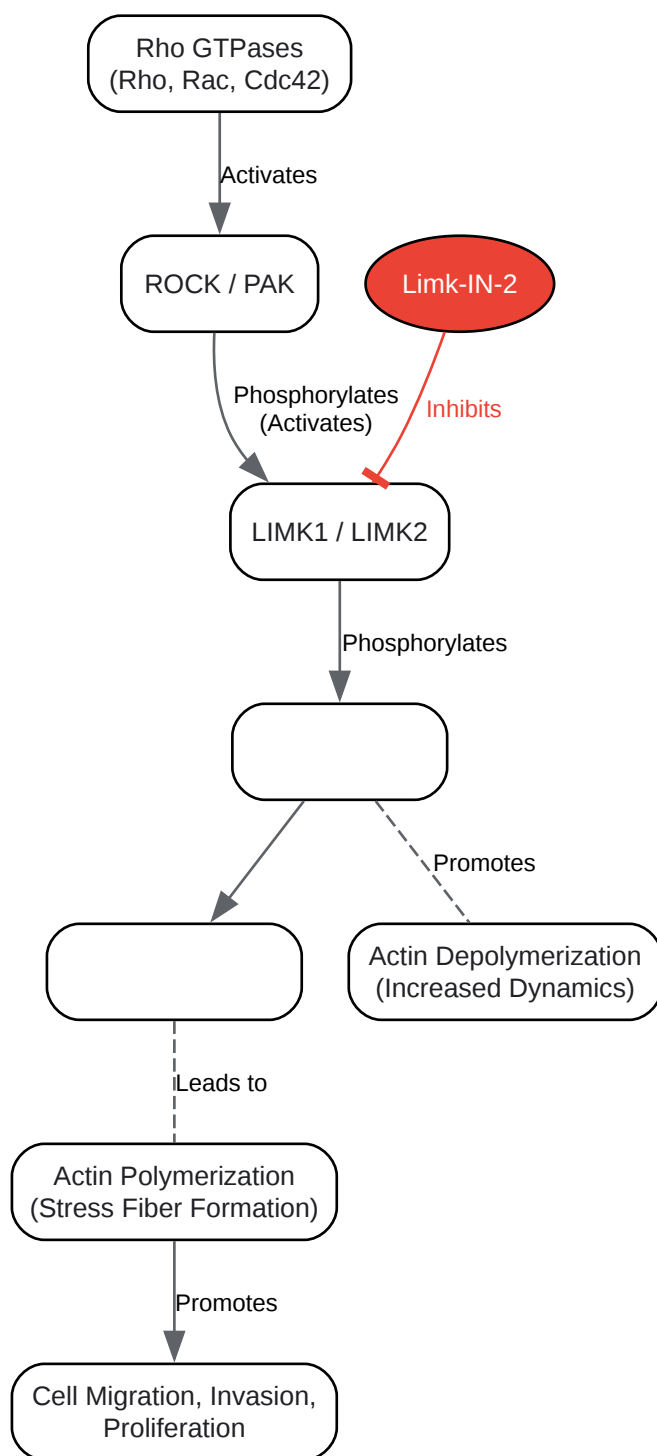 Rho GTPases
(Rho, Rac, Cdc42)
Activates
ROCK / PAK
Limk-IN-2
Phosphorylates
(Activates)
Inhibits
LIMK1 / LIMK2
Phosphorylates
Promotes
Actin Depolymerization
(Increased Dynamics)
Leads to
Actin Polymerization
(Stress Fiber Formation)
Promotes
Cell Migration, Invasion,
Proliferation